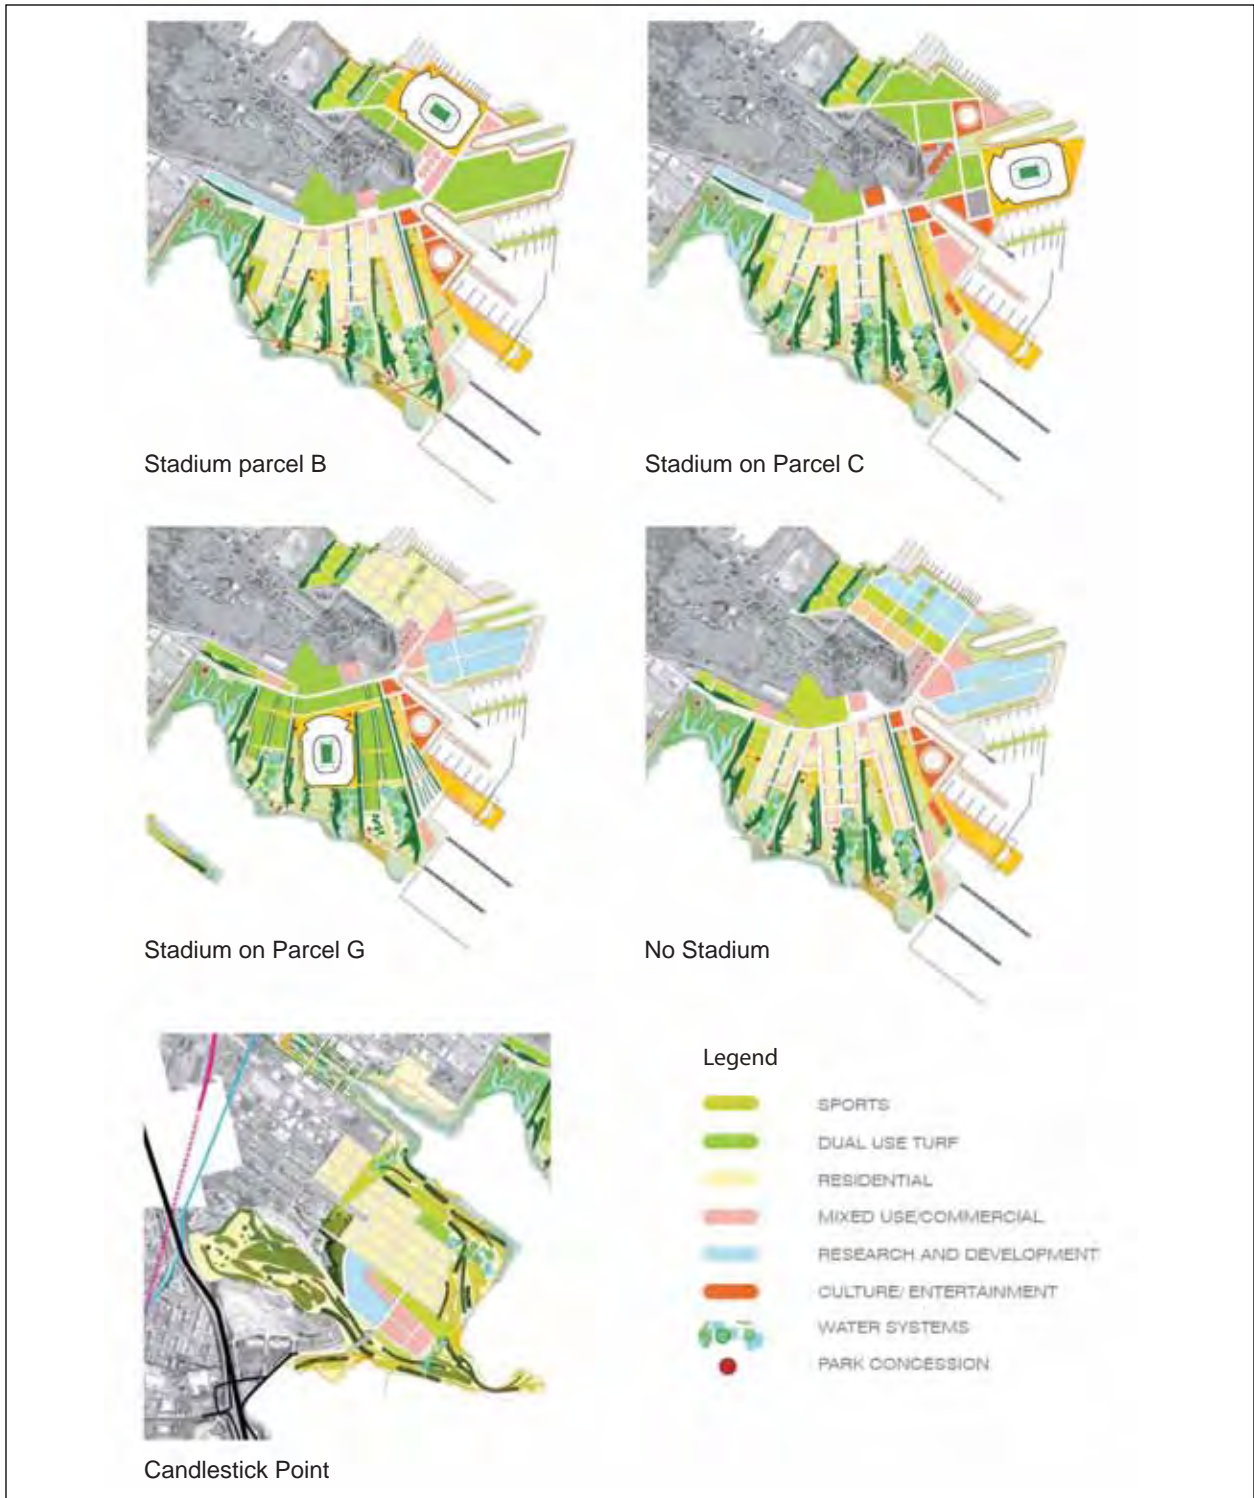 Stadium parcel B
Stadium on Parcel C
Stadium on Parcel G
No Stadium
Candlestick Point
Legend
SPORTS
DUAL USE TURF
RESIDENTIAL
MIXED USE/COMMERCIAL
RESEARCH AND DEVELOPMENT
CULTURE/ ENTERTAINMENT
WATER SYSTEMS
PARK CONCESSION